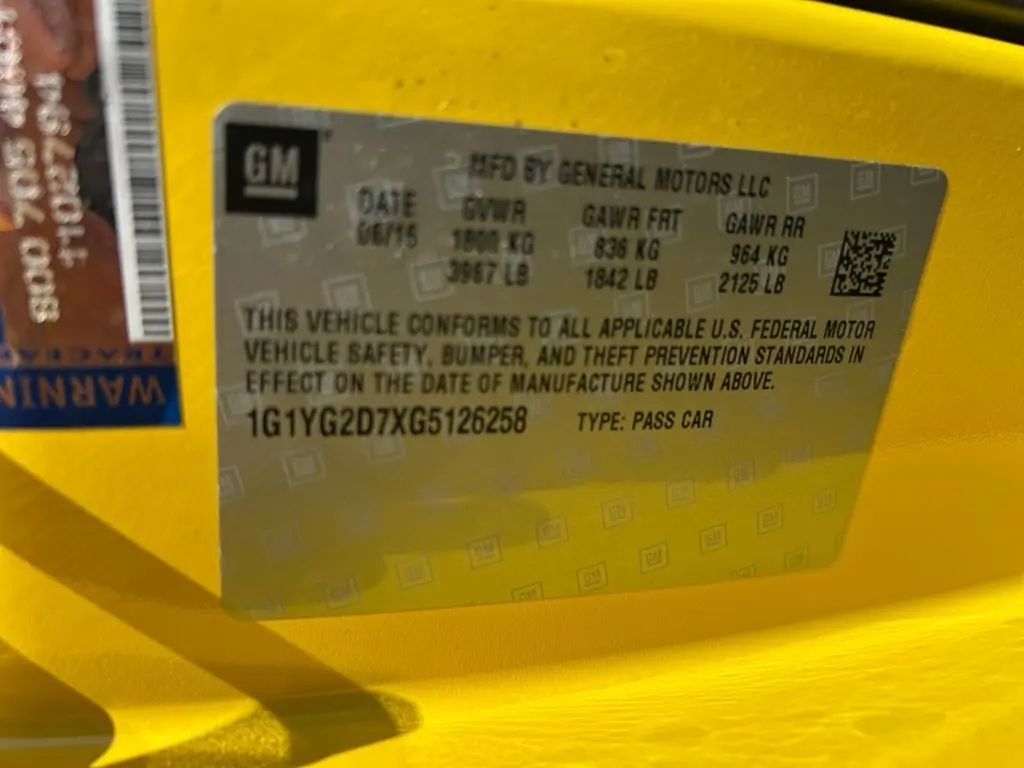 GM
MFD BY GENERAL MOTORS LLC
DATE GVWR GAWR FRT GAWR RR
06/15 1800 KG 836 KG 964 KG
3967 LB 1842 LB 2125 LB
THIS VEHICLE CONFORMS TO ALL APPLICABLE U.S. FEDERAL MOTOR
VEHICLE SAFETY, BUMPER, AND THEFT PREVENTION STANDARDS IN
EFFECT ON THE DATE OF MANUFACTURE SHOWN ABOVE.
1G1YG2D7XG5126258 TYPE: PASS CAR
WARNIN